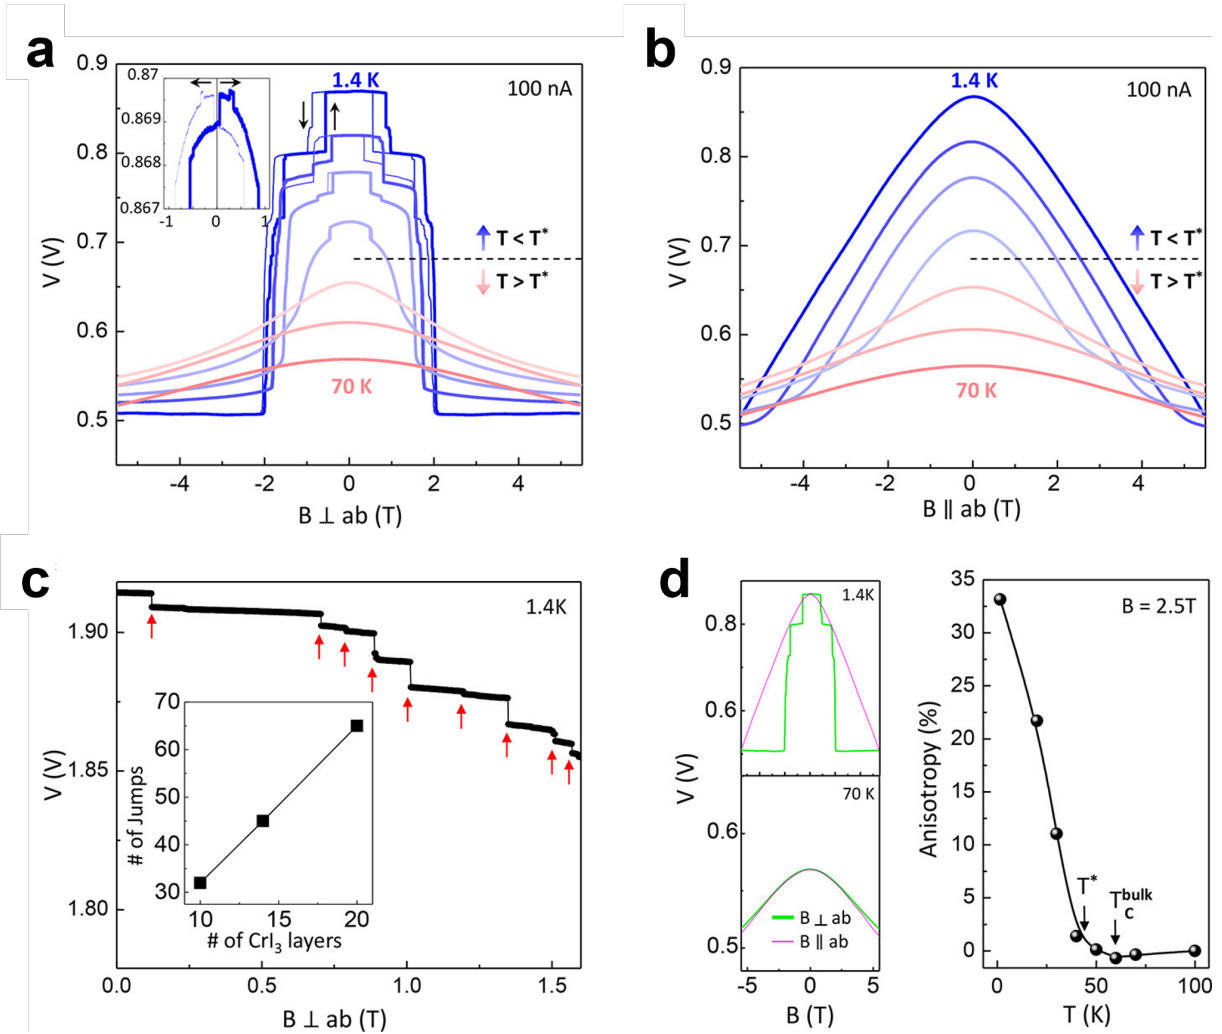 a
0.9
0.8
0.7
0.6
0.5
V (V)
-4
-2
0
2
4
B ⊥ ab (T)
1.4 K
100 nA
T < T*
T > T*
70 K
0.87
0.869
0.868
0.867
-1
0
1
b
0.9
0.8
0.7
0.6
0.5
V (V)
-4
-2
0
2
4
B ∥ ab (T)
1.4 K
100 nA
T < T*
T > T*
70 K
c
1.90
1.85
1.80
V (V)
0.0
0.5
1.0
1.5
B ⊥ ab (T)
1.4K
70
60
50
40
30
# of Jumps
10
15
20
# of CrI3 layers
d
0.8
0.6
0.6
0.5
V (V)
-5
0
5
B (T)
1.4K
70 K
B ⊥ ab
B ∥ ab
35
30
25
20
15
10
5
0
Anisotropy (%)
0
50
100
T (K)
B = 2.5T
T*
T C bulk